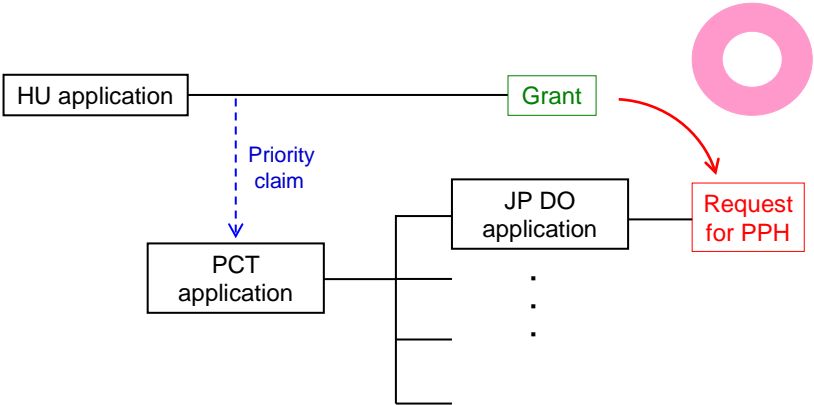 HU application
Grant
Priority
claim
JP DO
application
Request
for PPH
PCT
application